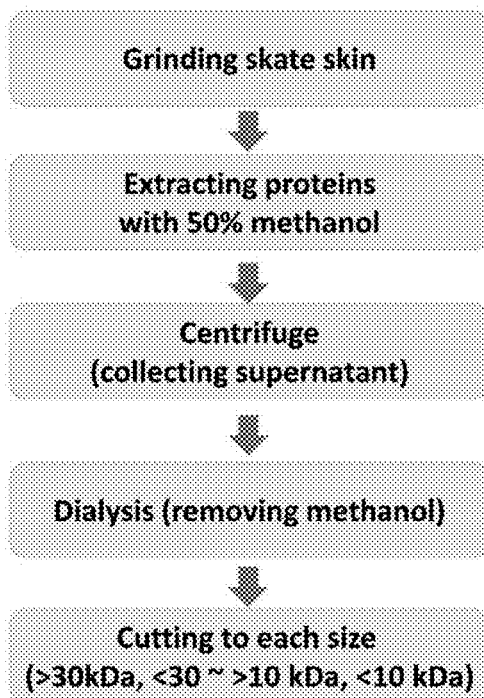 Grinding skate skin
Extracting proteins
with 50% methanol
Centrifuge
(collecting supernatant)
Dialysis (removing methanol)
Cutting to each size
(>30kDa, <30 ~ >10 kDa, <10 kDa)